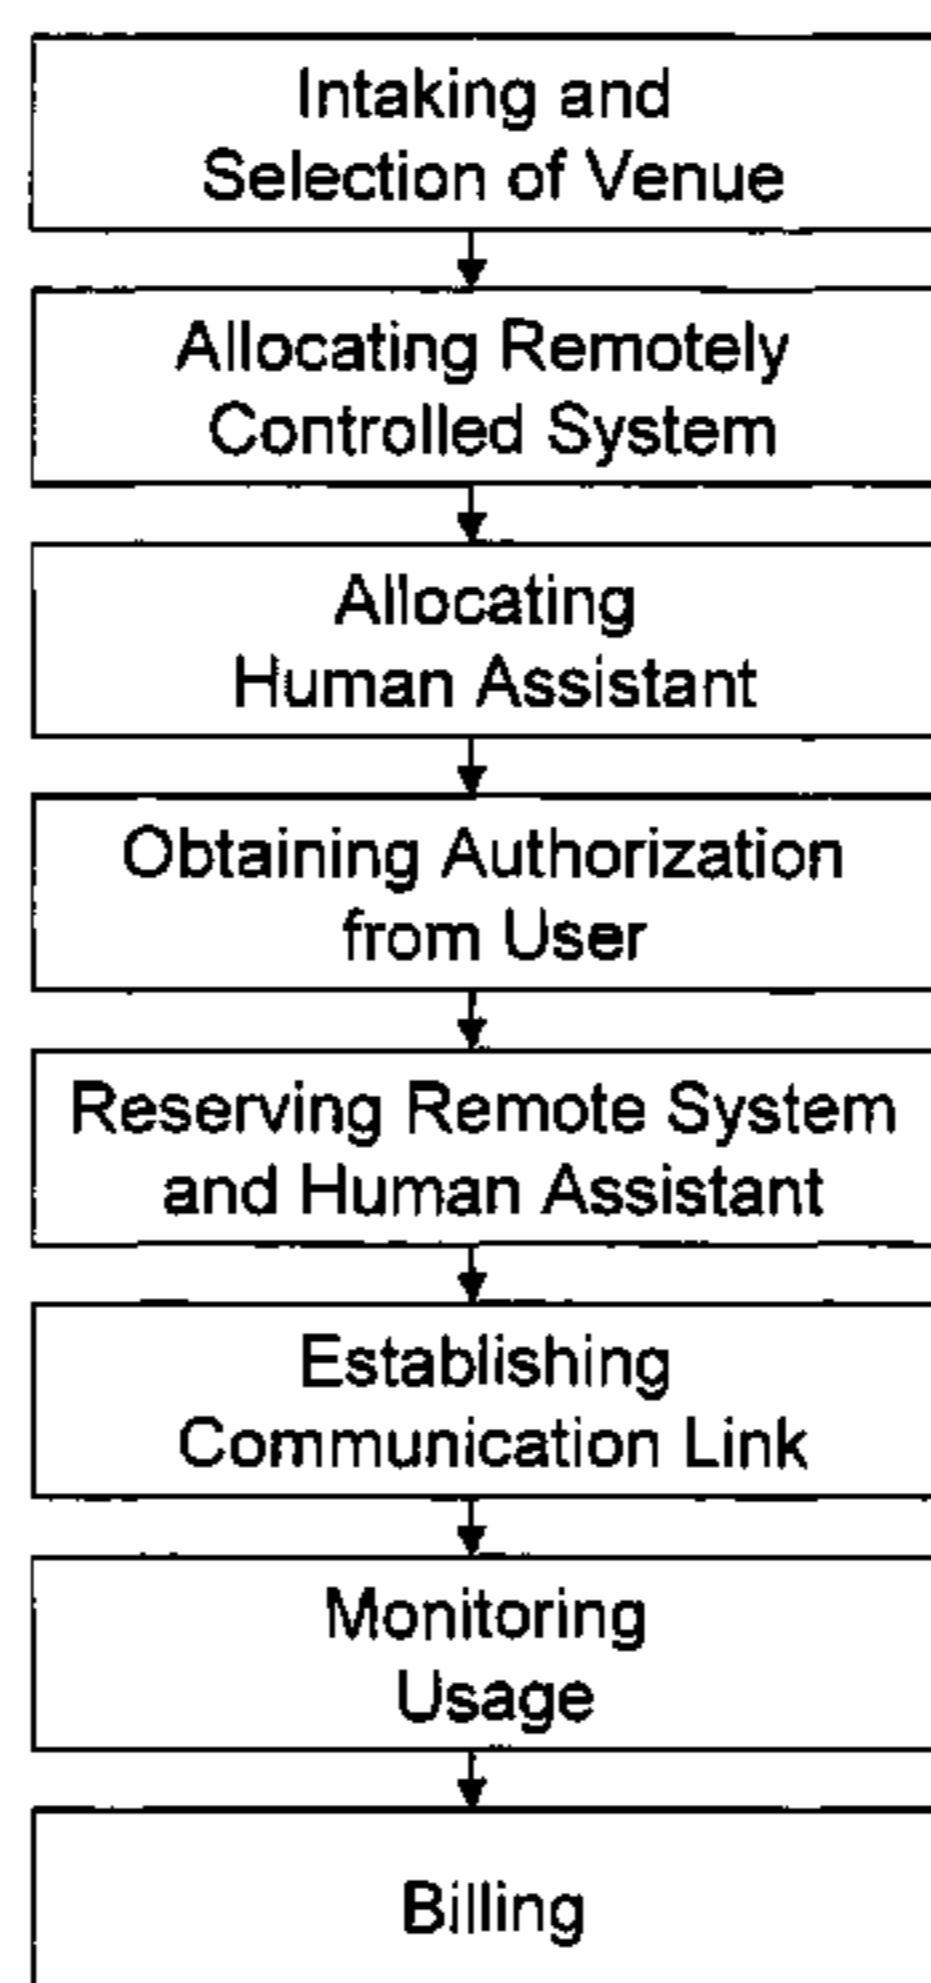 Intaking and
Selection of Venue
Allocating Remotely
Controlled System
Allocating
Human Assistant
Obtaining Authorization
from User
Reserving Remote System
and Human Assistant
Establishing
Communication Link
Monitoring
Usage
Billing